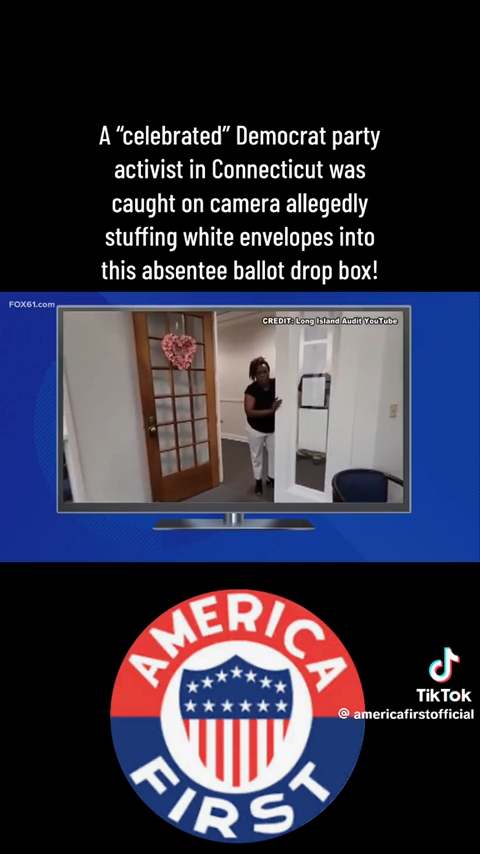 A “celebrated” Democrat party
activist in Connecticut was
caught on camera allegedly
stuffing white envelopes into
this absentee ballot drop box!
FOX61.com
CREDIT: Long Island Audit YouTube
AMERICA
FIRST
TikTok
@ americafirstofficial